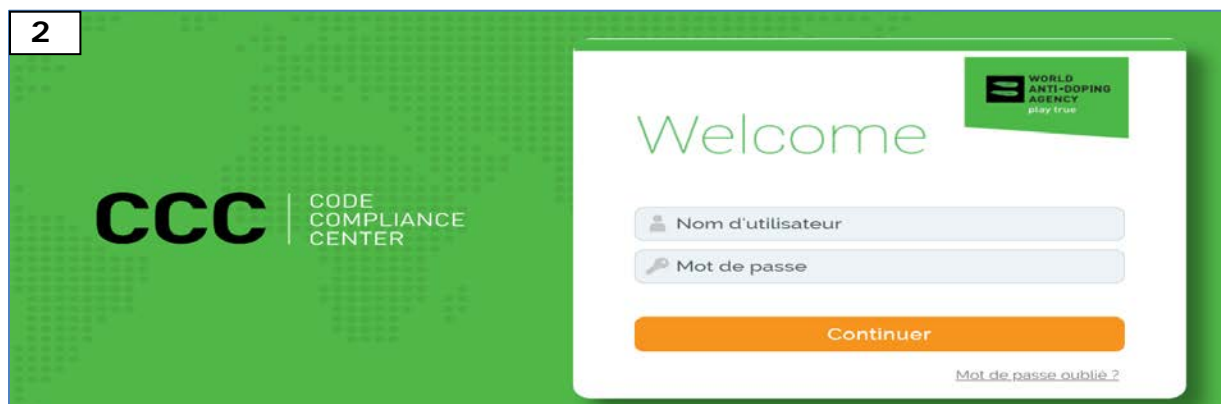 2
CCC
CODE
COMPLIANCE
CENTER
WORLD
ANTI-DOPING
AGENCY
play true
Welcome
Nom d'utilisateur
Mot de passe
Continuer
Mot de passe oublié ?